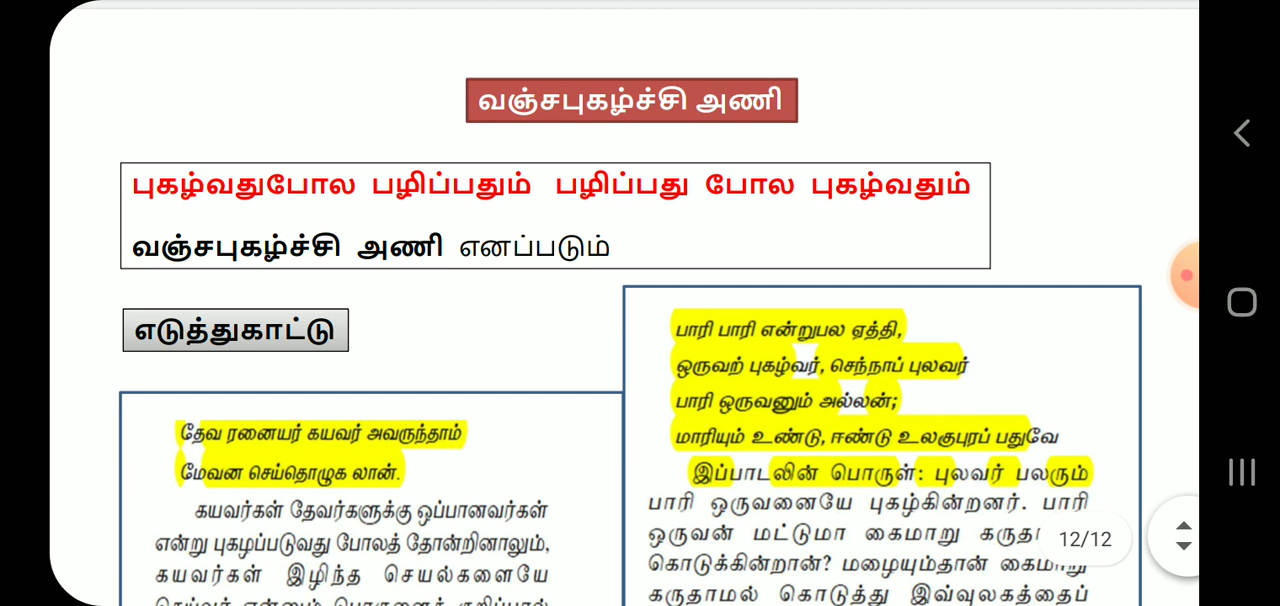 வஞ்சபுகழ்ச்சி அணி
புகழ்வதுபோல பழிப்பதும் பழிப்பது போல புகழ்வதும்
வஞ்சபுகழ்ச்சி அணி எனப்படும்
எடுத்துகாட்டு
தேவ ரனையர் கயவர் அவருந்தாம்
மேவன செய்தொழுக லான்.
கயவர்கள் தேவர்களுக்கு ஒப்பானவர்கள்
என்று புகழப்படுவது போலத் தோன்றினாலும்,
கயவர்கள் இழிந்த செயல்களையே
பாரி பாரி என்றுபல ஏத்தி,
ஒருவற் புகழ்வர், செந்நாப் புலவர்
பாரி ஒருவனும் அல்லன்;
மாரியும் உண்டு, ஈண்டு உலகுபுரப் பதுவே
இப்பாடலின் பொருள்: புலவர் பலரும்
பாரி ஒருவனையே புகழ்கின்றனர். பாரி
ஒருவன் மட்டுமா கைமாறு
கொடுக்கின்றான்? மழையும்தான் கைமாறு
கருதாமல் கொடுத்து இவ்வுலகத்தைப்
12/12